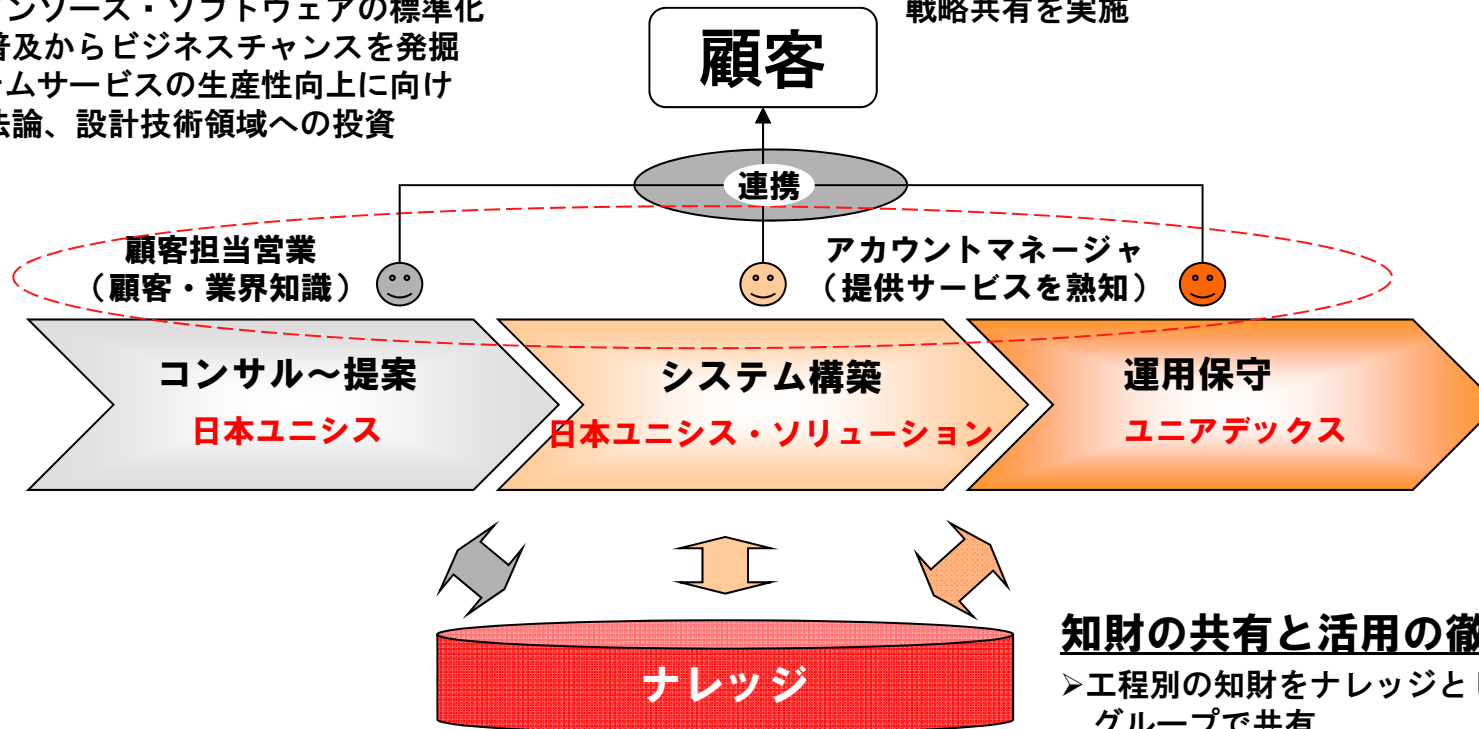 ンソース・ソフトウェアの標準化
普及からビジネスチャンスを発掘
ムサービスの生産性向上に向け
法論、設計技術領域への投資
戦略共有を実施
顧客
連携
顧客担当営業
（顧客・業界知識）
アカウントマネージャ
（提供サービスを熟知）
コンサル～提案
日本ユニシス
システム構築
日本ユニシス・ソリューション
運用保守
ユニアデックス
ナレッジ
知財の共有と活用の徹
➢工程別の知財をナレッジと
グループで共有